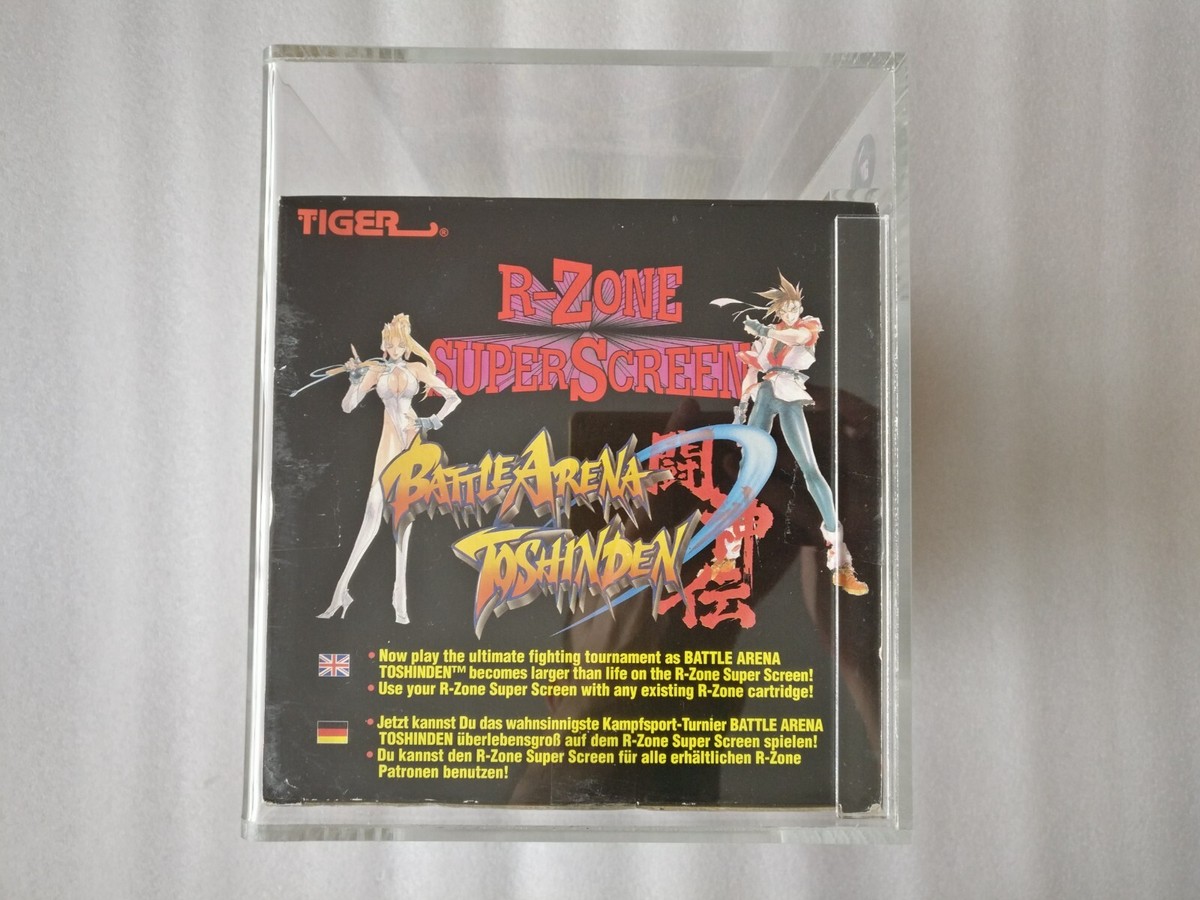 TIGER®
R-ZONE
SUPER SCREEN
BATTLE ARENA
TOSHINDEN
闘
神
伝
• Now play the ultimate fighting tournament as BATTLE ARENA
TOSHINDEN™ becomes larger than life on the R-Zone Super Screen!
• Use your R-Zone Super Screen with any existing R-Zone cartridge!
• Jetzt kannst Du das wahnsinnigste Kampfsport-Turnier BATTLE ARENA
TOSHINDEN überlebensgroß auf dem R-Zone Super Screen spielen!
• Du kannst den R-Zone Super Screen für alle erhältlichen R-Zone
Patronen benutzen!